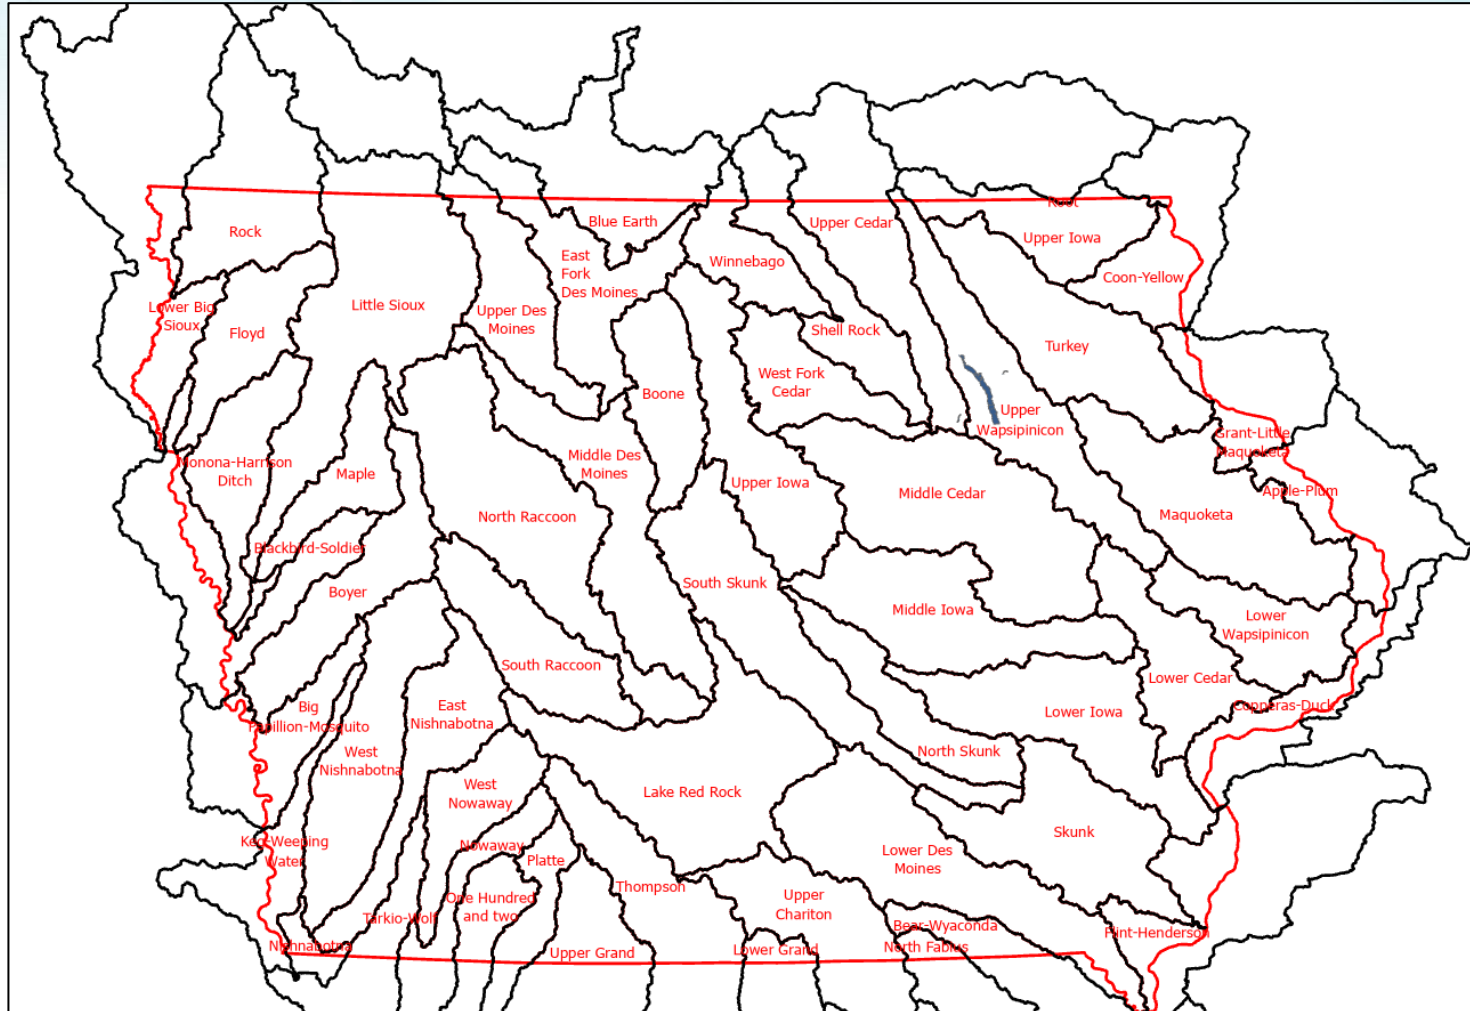 Root
Blue Earth
Upper Cedar
Rock
Upper Iowa
East
Fork
Des Moines
Winnebago
Coon-Yellow
Lower Big
Sioux
Little Sioux
Upper Des
Moines
Floyd
Shell Rock
Turkey
West Fork
Cedar
Boone
Upper
Wapsipinicon
Grant-Little
Maquoketa
Monona-Harrison
Ditch
Maple
Middle Des
Moines
Upper Iowa
Middle Cedar
Apple-Plum
North Raccoon
Maquoketa
Blackbird-Soldier
Boyer
South Skunk
Middle Iowa
Lower
Wapsipinicon
South Raccoon
Lower Cedar
Big
Papillion-Mosquito
East
Nishnabotna
Lower Iowa
Copperas-Duck
West
Nishnabotna
North Skunk
West
Nowaway
Lake Red Rock
Keg-Weeping
Water
Nowaway
Platte
Skunk
Lower Des
Moines
Thompson
Upper
Chariton
One Hundred
and two
Tarkio-Wolf
Bear-Wyaconda
Flint-Henderson
Nishnabotna
Upper Grand
Lower Grand
North Fabius